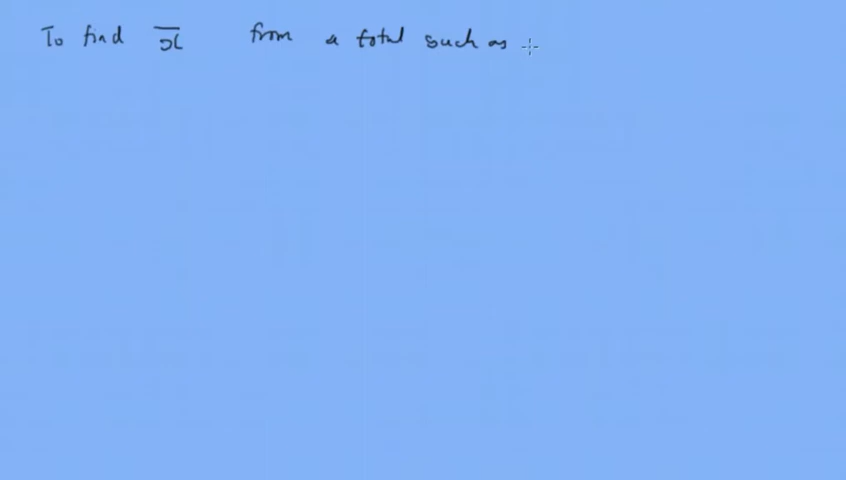 To find x̅ from a total such as